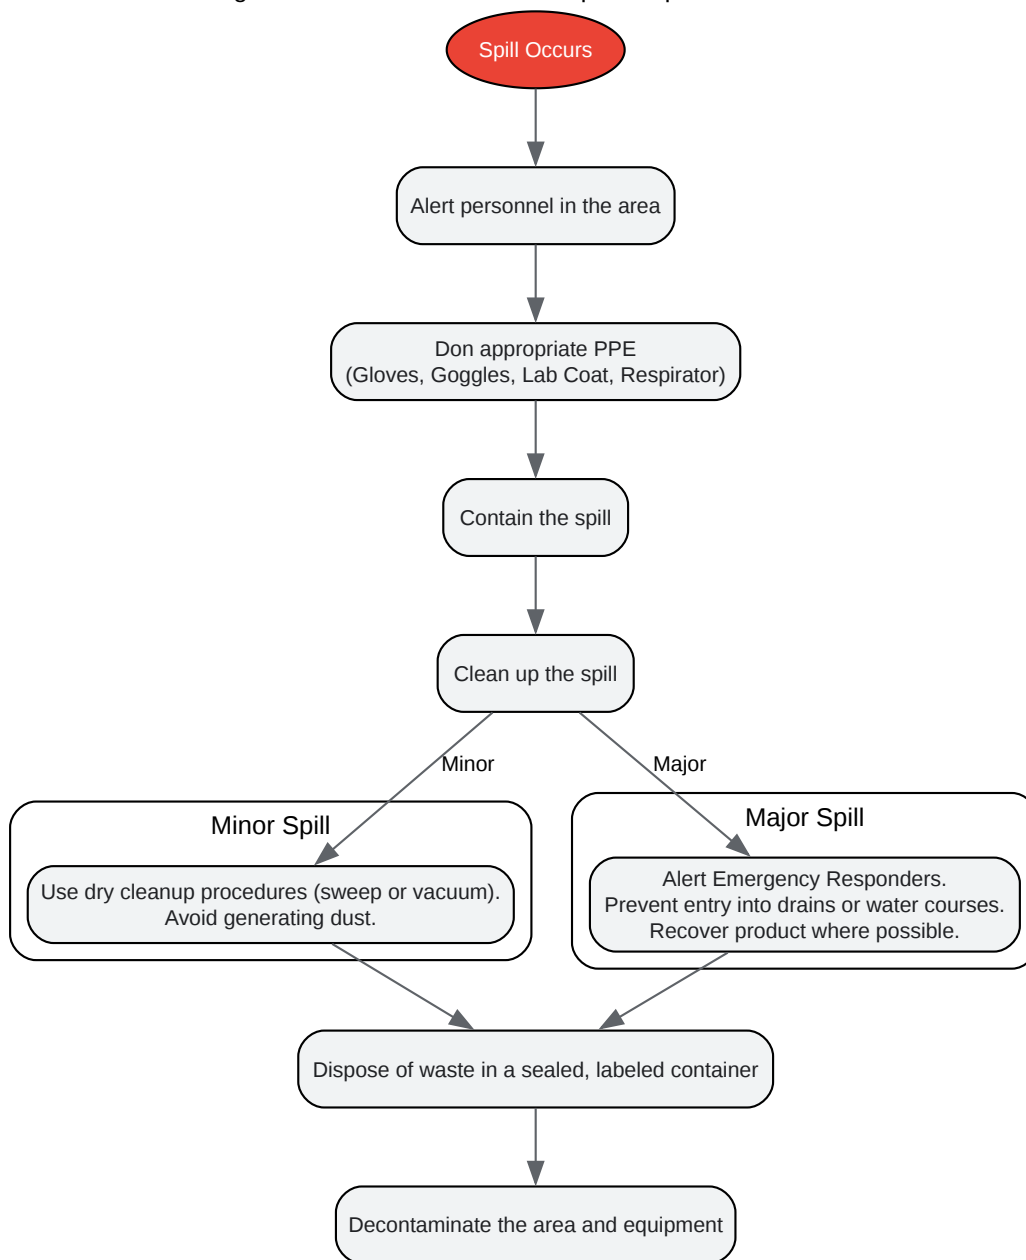 Spill Occurs
Alert personnel in the area
Don appropriate PPE
(Gloves, Goggles, Lab Coat, Respirator)
Contain the spill
Clean up the spill
Minor
Major
Minor Spill
Major Spill
Use dry cleanup procedures (sweep or vacuum).
Avoid generating dust.
Alert Emergency Responders.
Prevent entry into drains or water courses.
Recover product where possible.
Dispose of waste in a sealed, labeled container
Decontaminate the area and equipment